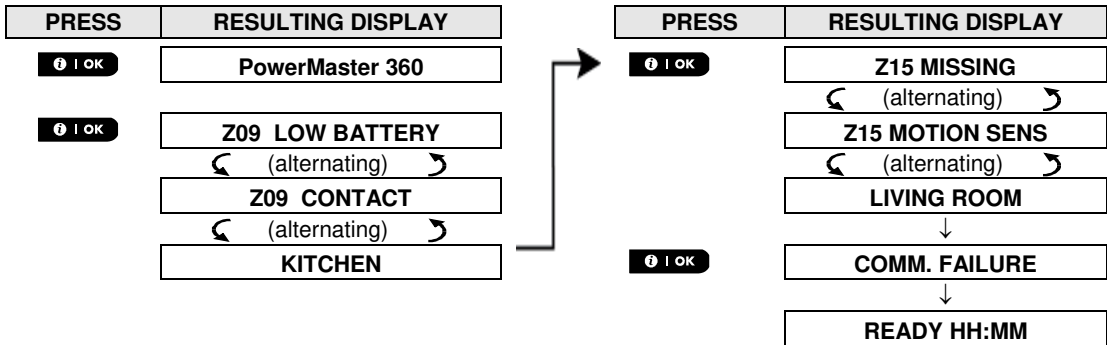 PRESS RESULTING DISPLAY
i | OK PowerMaster 360
i | OK Z09 LOW BATTERY
(alternating)
Z09 CONTACT
(alternating)
KITCHEN
PRESS RESULTING DISPLAY
i | OK Z15 MISSING
(alternating)
Z15 MOTION SENS
(alternating)
LIVING ROOM
↓
i | OK COMM. FAILURE
↓
READY HH:MM